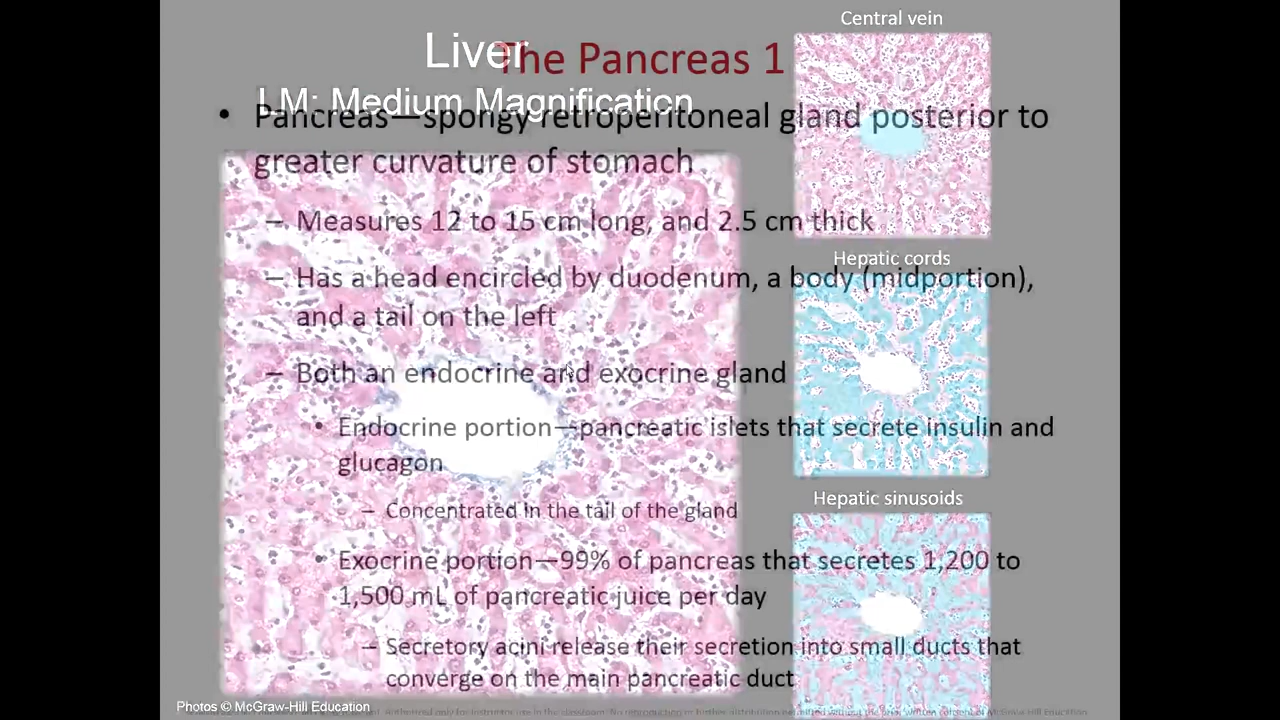 Central vein
Liver
The Pancreas 1
LM: Medium Magnification
• Pancreas—spongy retroperitoneal gland posterior to
greater curvature of stomach
– Measures 12 to 15 cm long, and 2.5 cm thick
Hepatic cords
– Has a head encircled by duodenum, a body (midportion),
and a tail on the left
– Both an endocrine and exocrine gland
• Endocrine portion—pancreatic islets that secrete insulin and
glucagon
– Concentrated in the tail of the gland
Hepatic sinusoids
• Exocrine portion—99% of pancreas that secretes 1,200 to
1,500 mL of pancreatic juice per day
– Secretory acini release their secretion into small ducts that
converge on the main pancreatic duct
Photos © McGraw-Hill Education